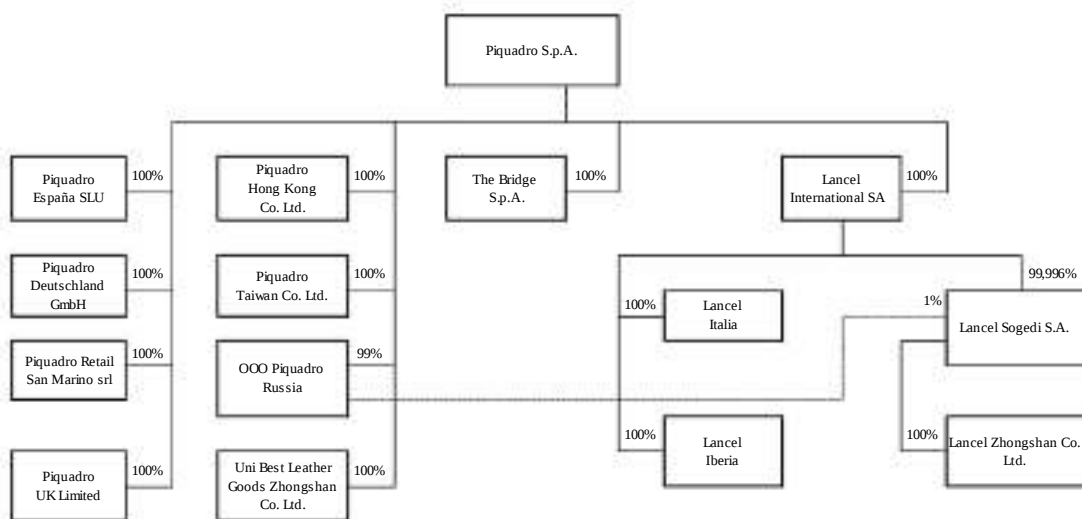 Piquadro S.p.A.
Piquadro
España SLU
100%
Piquadro
Hong Kong
Co. Ltd.
100%
The Bridge
S.p.A.
100%
Lancel
International SA
100%
Piquadro
Deutschland
GmbH
100%
Piquadro
Taiwan Co. Ltd.
100%
100%
Lancel
Italia
99,996%
1%
Lancel Sogedi S.A.
Piquadro Retail
San Marino srl
100%
OOO Piquadro
Russia
99%
Piquadro
UK Limited
100%
Uni Best Leather
Goods Zhongshan
Co. Ltd.
100%
100%
Lancel
Iberia
100%
Lancel Zhongshan Co.
Ltd.